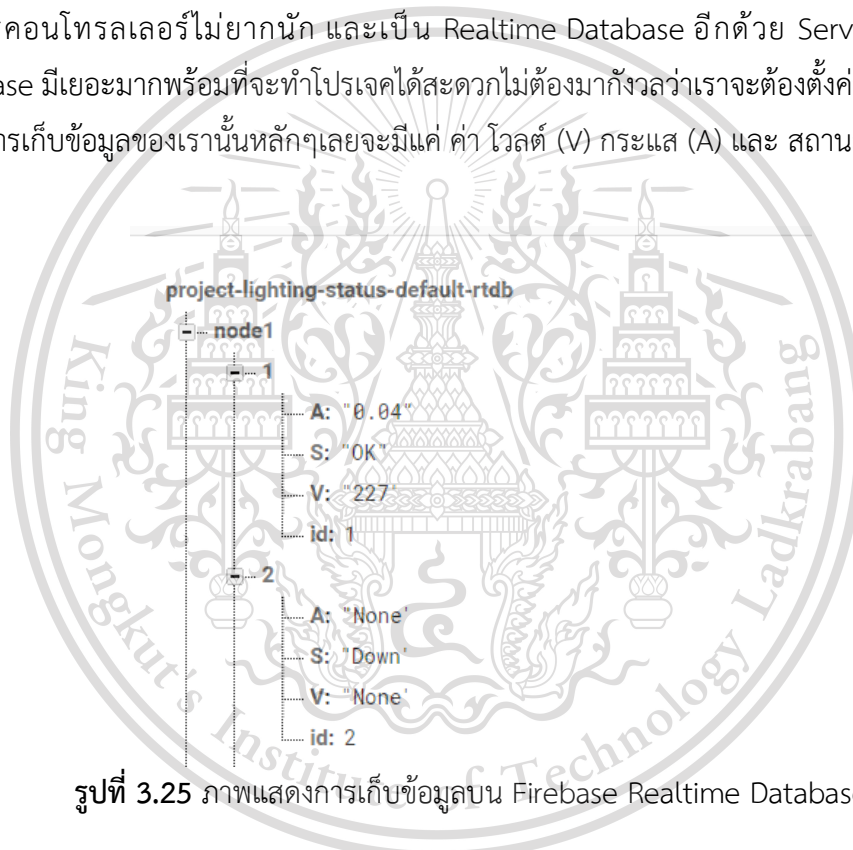 คอนโทรลเลอร์ไม่ยากนัก และเป็น Realtime Database อีกด้วย Serv
ase มีเยอะมากพร้อมที่จะทำโปรเจคได้สะดวกไม่ต้องมากังวลว่าเราจะต้องตั้งค่
ารเก็บข้อมูลของเรานั้นหลักๆเลยจะมีแค่ ค่า โวลต์ (V) กระแส (A) และ สถาน
project-lighting-status-default-rtdb
node1
1
A: "0.04"
S: "OK"
V: "227"
id: 1
2
A: "None"
S: "Down"
V: "None"
id: 2
รูปที่ 3.25 ภาพแสดงการเก็บข้อมูลบน Firebase Realtime Databas
King Mongkut's Institute of Technology Ladkrabang